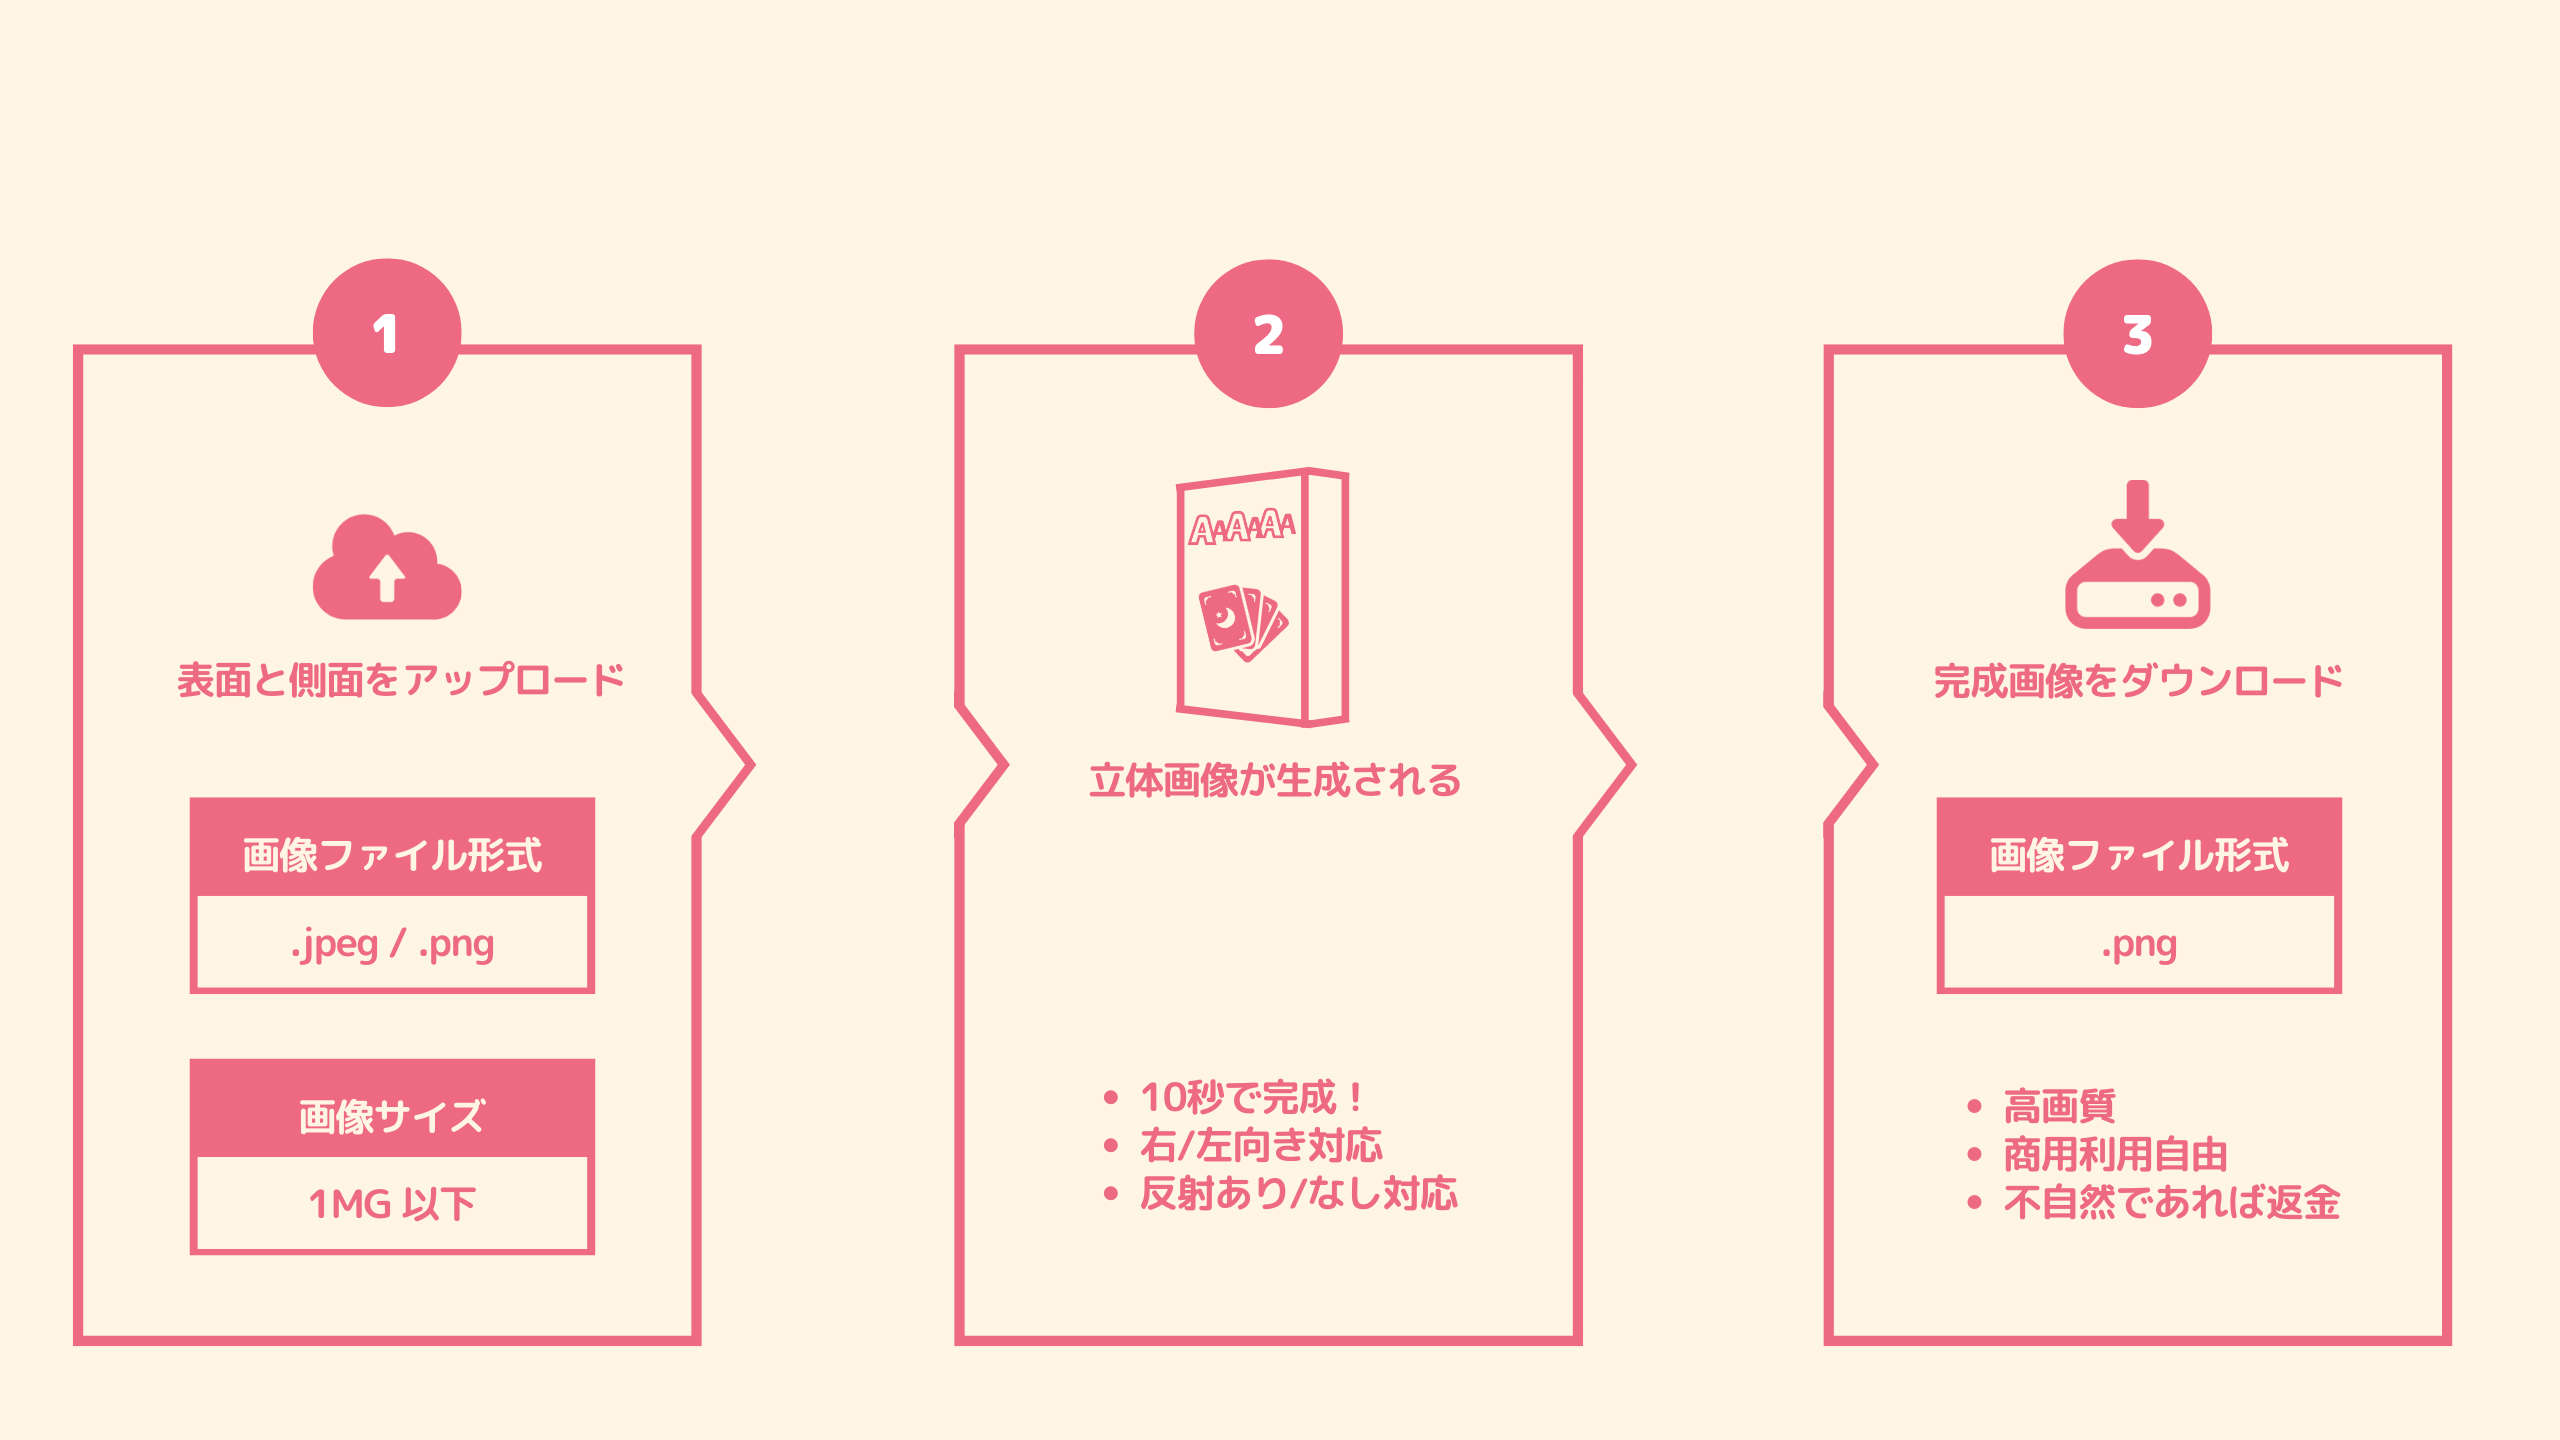 1
表面と側面をアップロード
画像ファイル形式
.jpeg / .png
画像サイズ
1MG 以下
2
AAAAAA
立体画像が生成される
• 10秒で完成！
• 右/左向き対応
• 反射あり/なし対応
3
完成画像をダウンロード
画像ファイル形式
.png
• 高画質
• 商用利用自由
• 不自然であれば返金